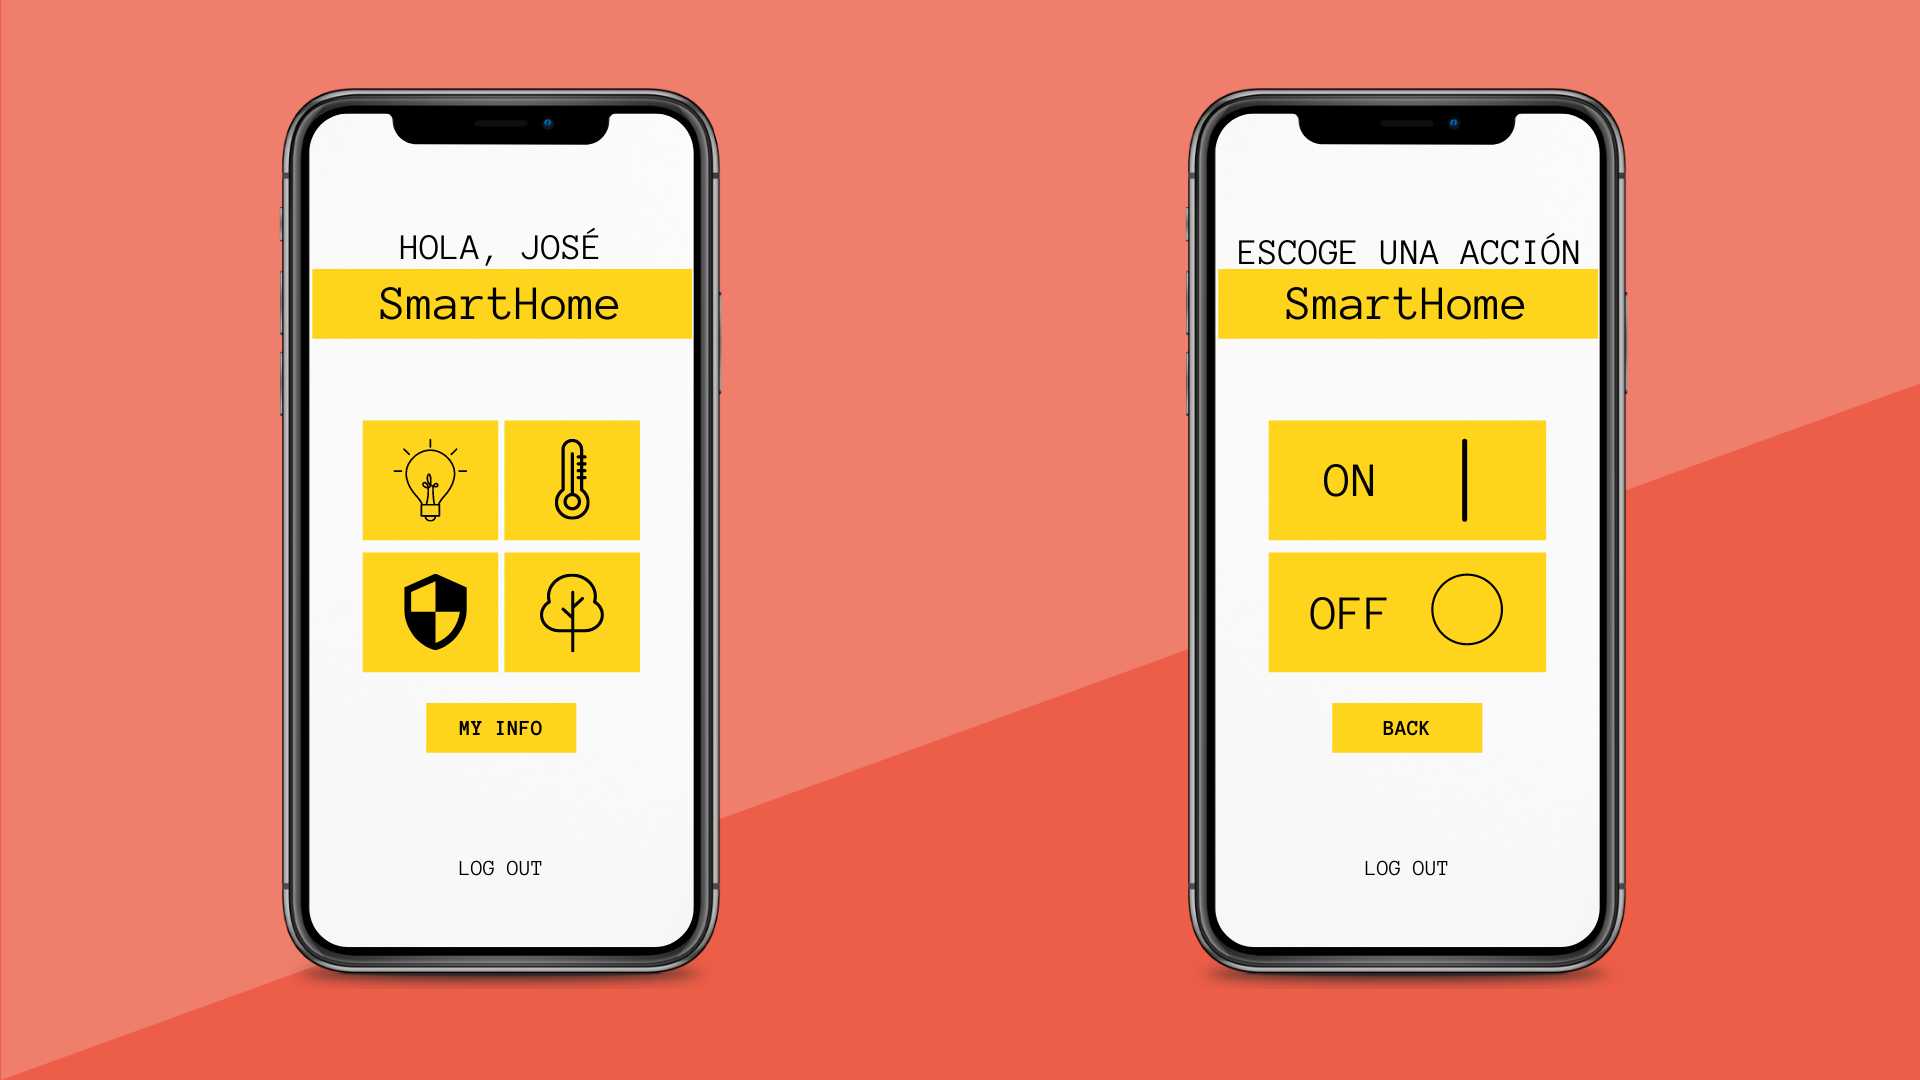 HOLA, JOSÉ
SmartHome
MY INFO
LOG OUT
ESCOGE UNA ACCIÓN
SmartHome
ON
OFF
BACK
LOG OUT